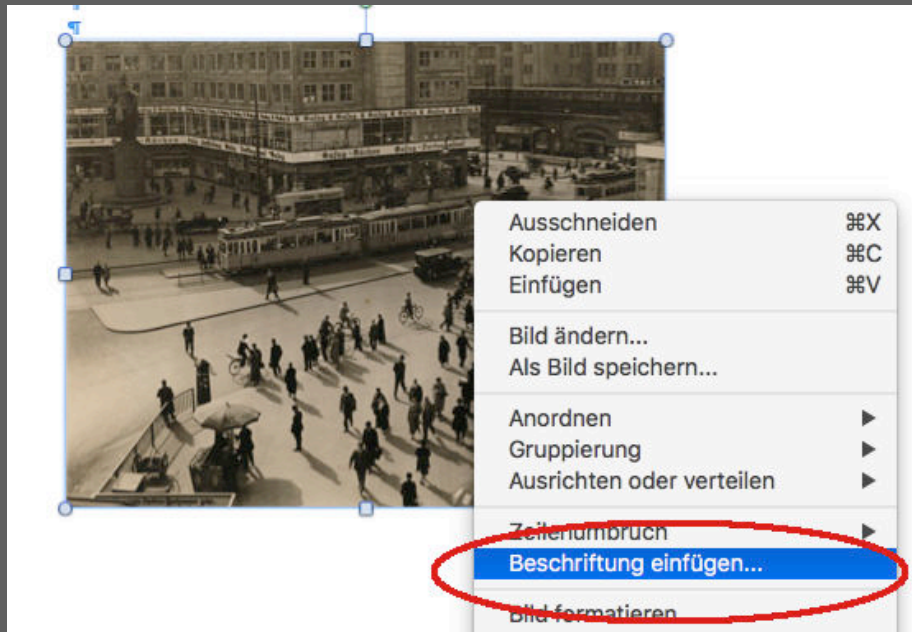 ¶
Ausschneiden ⌘X
Kopieren ⌘C
Einfügen ⌘V
Bild ändern...
Als Bild speichern...
Anordnen ▶
Gruppierung ▶
Ausrichten oder verteilen ▶
Zeilenumbruch ▶
Beschriftung einfügen...
Bild formatieren